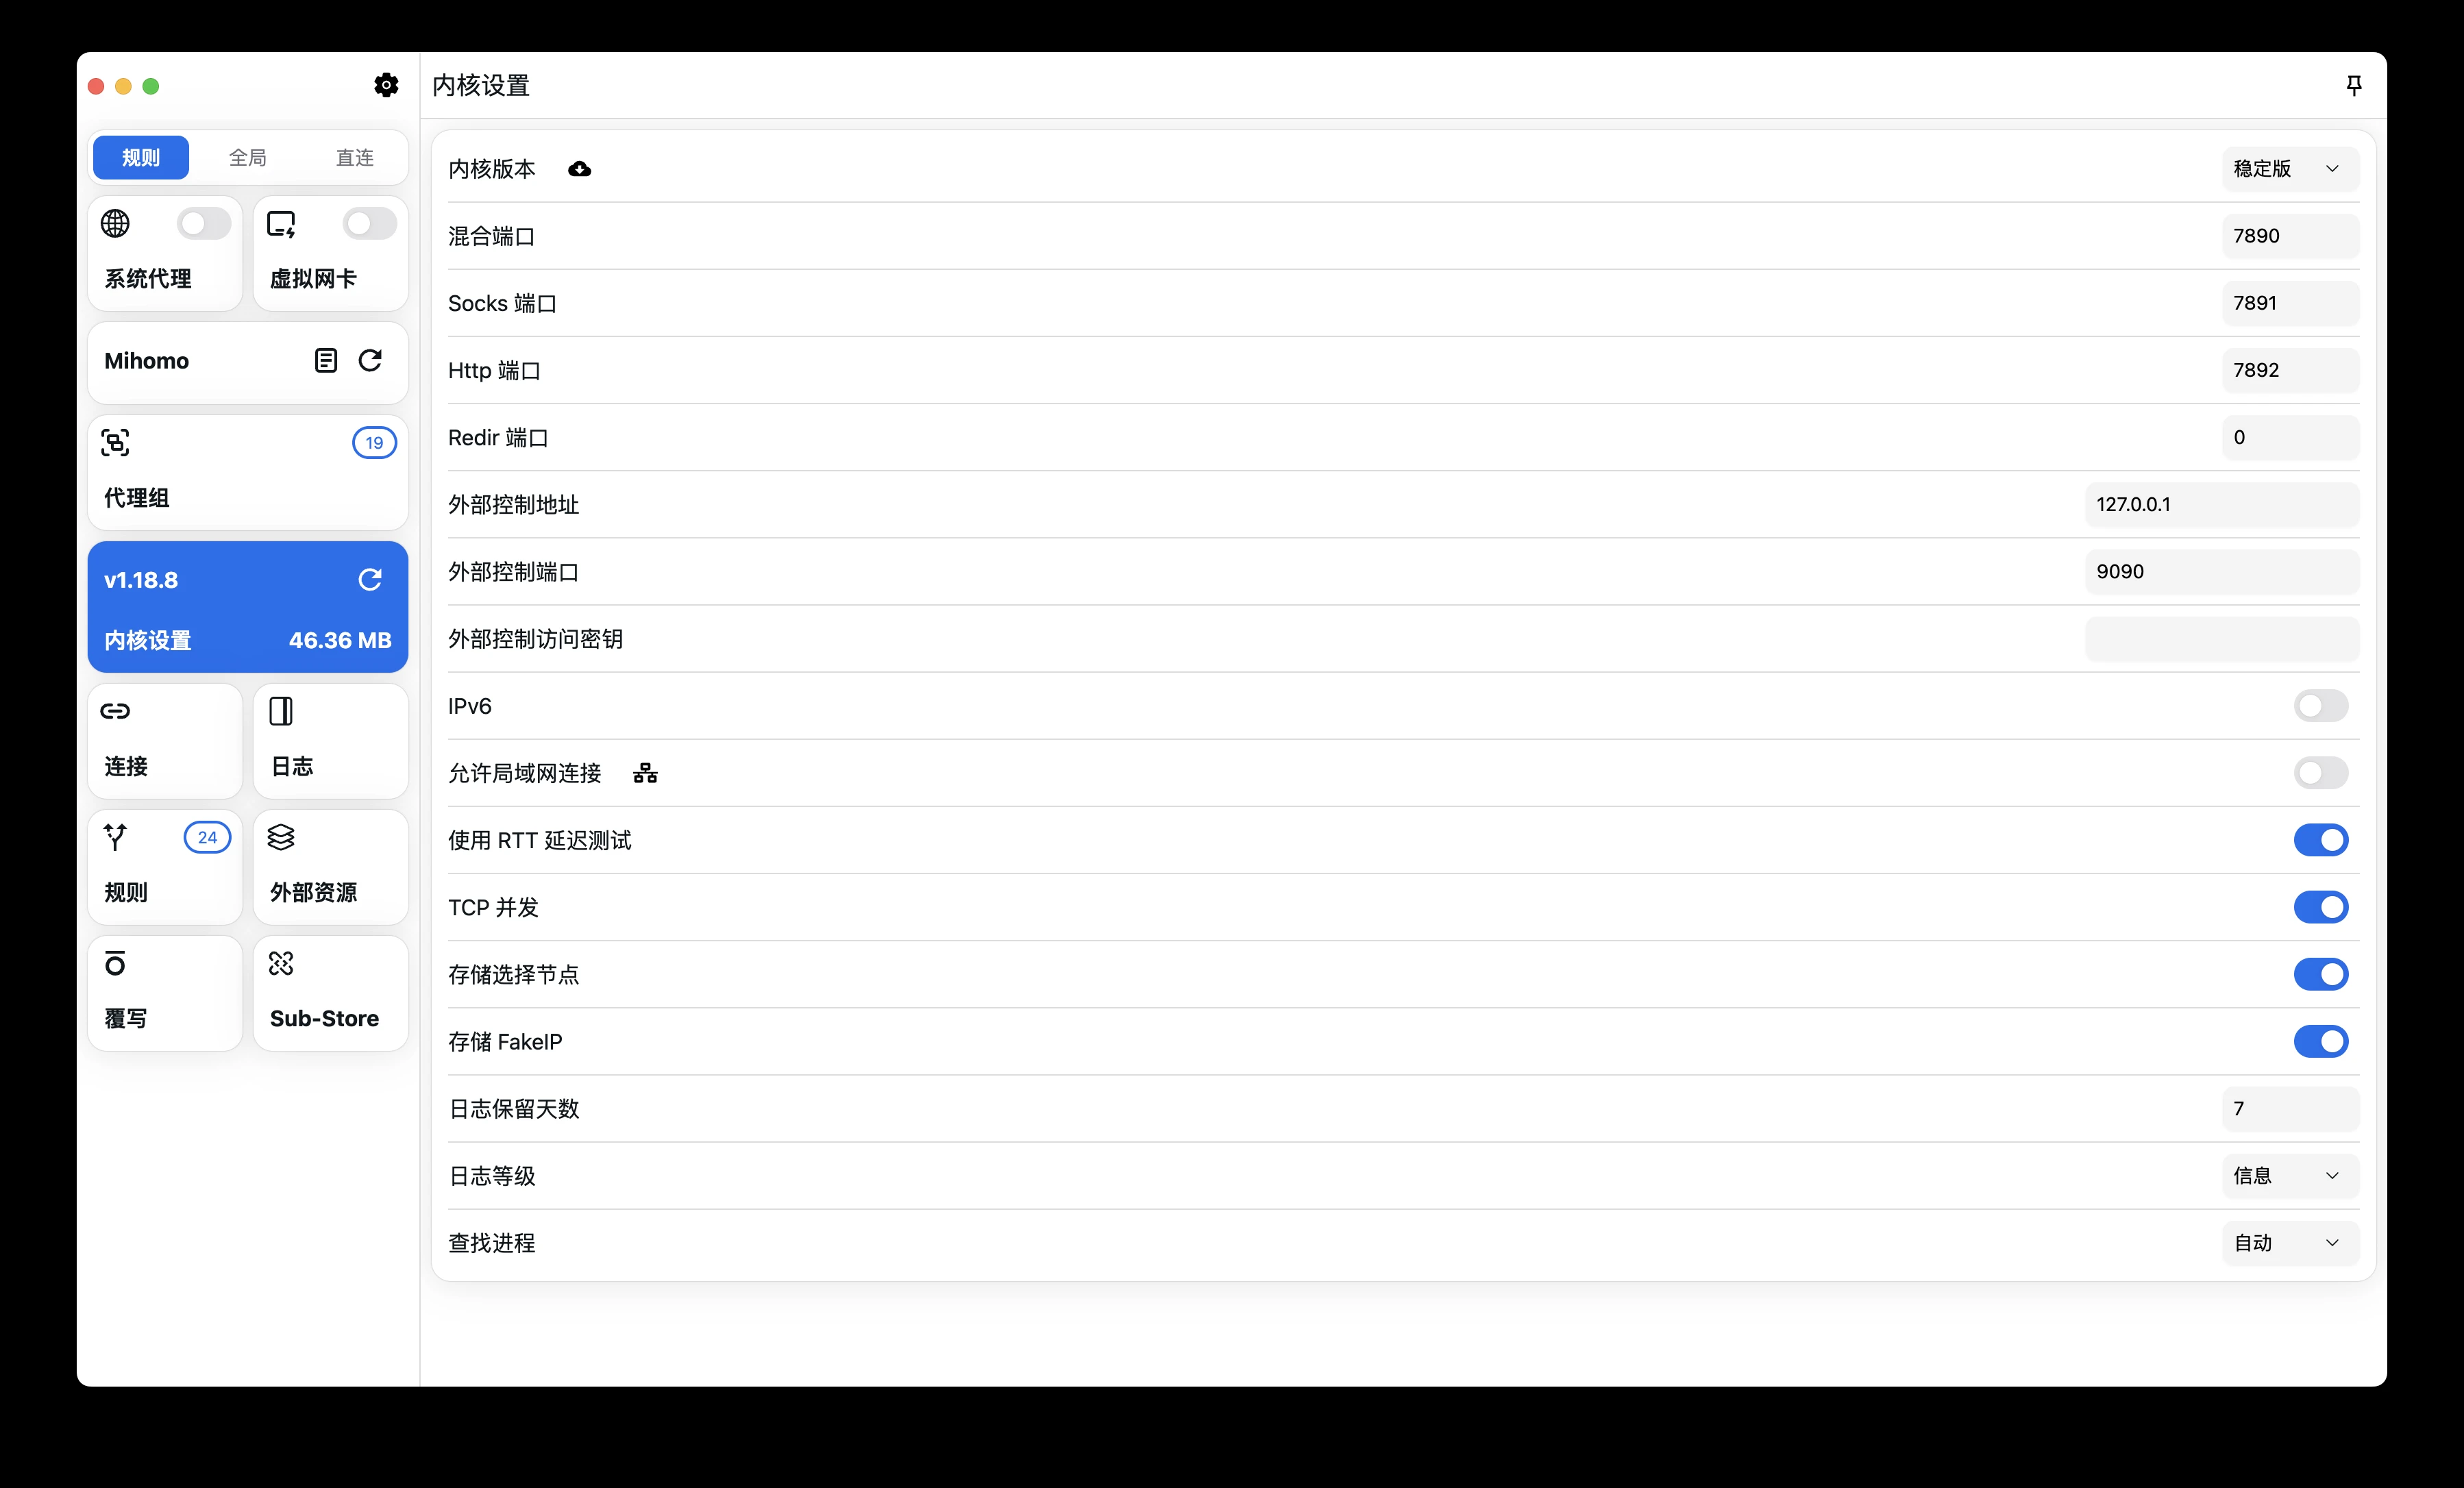 内核设置
规则 全局 直连
系统代理 虚拟网卡
Mihomo
19
代理组
v1.18.8
内核设置 46.36 MB
连接 日志
24
规则 外部资源
覆写 Sub-Store
内核版本 稳定版
混合端口 7890
Socks 端口 7891
Http 端口 7892
Redir 端口 0
外部控制地址 127.0.0.1
外部控制端口 9090
外部控制访问密钥
IPv6
允许局域网连接
使用 RTT 延迟测试
TCP 并发
存储选择节点
存储 FakeIP
日志保留天数 7
日志等级 信息
查找进程 自动